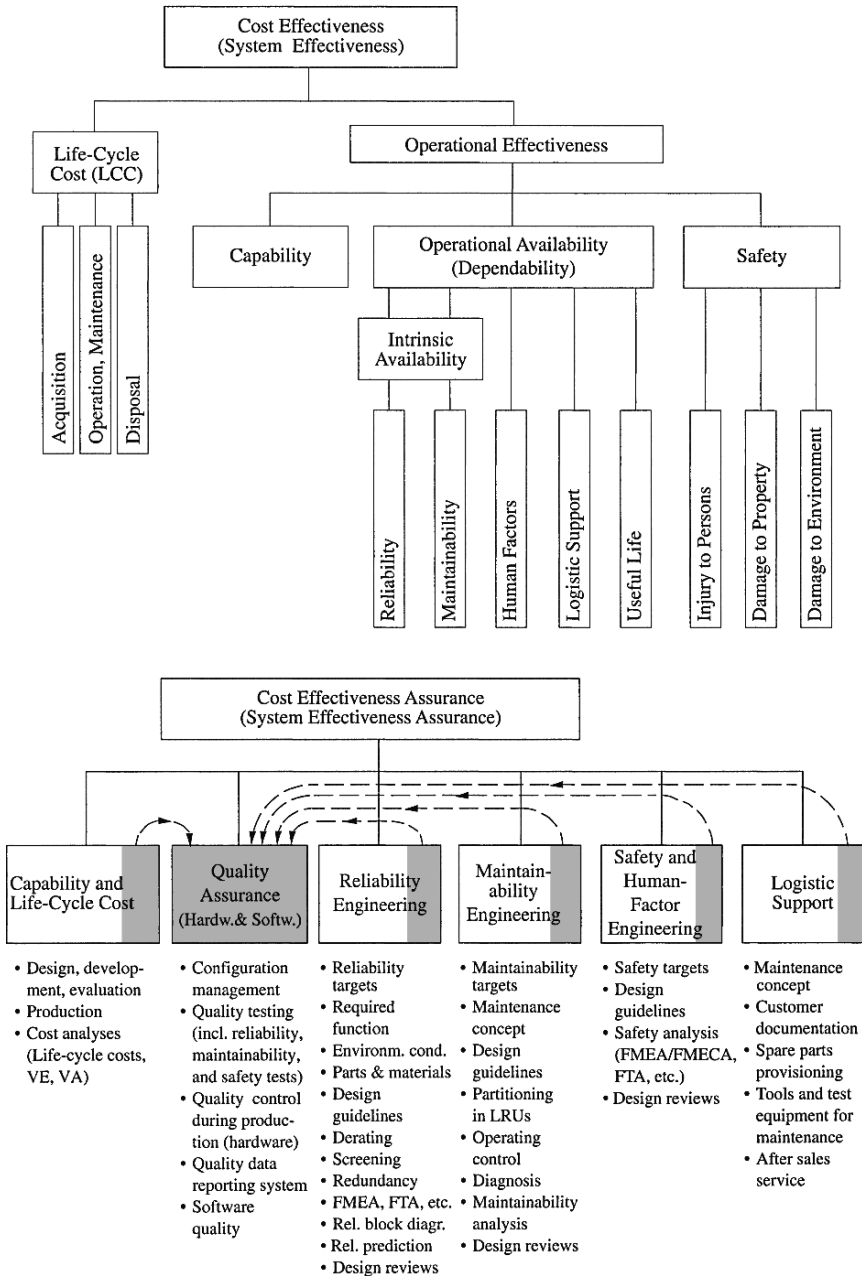 Cost Effectiveness
(System Effectiveness)
Life-Cycle
Cost (LCC)
Operational Effectiveness
Acquisition
Operation, Maintenance
Disposal
Capability
Operational Availability
(Dependability)
Safety
Intrinsic
Availability
Reliability
Maintainability
Human Factors
Logistic Support
Useful Life
Injury to Persons
Damage to Property
Damage to Environment
Cost Effectiveness Assurance
(System Effectiveness Assurance)
Capability and
Life-Cycle Cost
• Design, develop-
ment, evaluation
• Production
• Cost analyses
(Life-cycle costs,
VE, VA)
Quality
Assurance
(Hardw.& Softw.)
• Configuration
management
• Quality testing
(incl. reliability,
maintainability,
and safety tests)
• Quality control
during produc-
tion (hardware)
• Quality data
reporting system
• Software
quality
Reliability
Engineering
• Reliability
targets
• Required
function
• Environm. cond.
• Parts & materials
• Design
guidelines
• Derating
• Screening
• Redundancy
• FMEA, FTA, etc.
• Rel. block diagr.
• Rel. prediction
• Design reviews
Maintain-
ability
Engineering
• Maintainability
targets
• Maintenance
concept
• Design
guidelines
• Partitioning
in LRUs
• Operating
control
• Diagnosis
• Maintainability
analysis
• Design reviews
Safety and
Human-
Factor
Engineering
• Safety targets
• Design
guidelines
• Safety analysis
(FMEA/FMECA,
FTA, etc.)
• Design reviews
Logistic
Support
• Maintenance
concept
• Customer
documentation
• Spare parts
provisioning
• Tools and test
equipment for
maintenance
• After sales
service